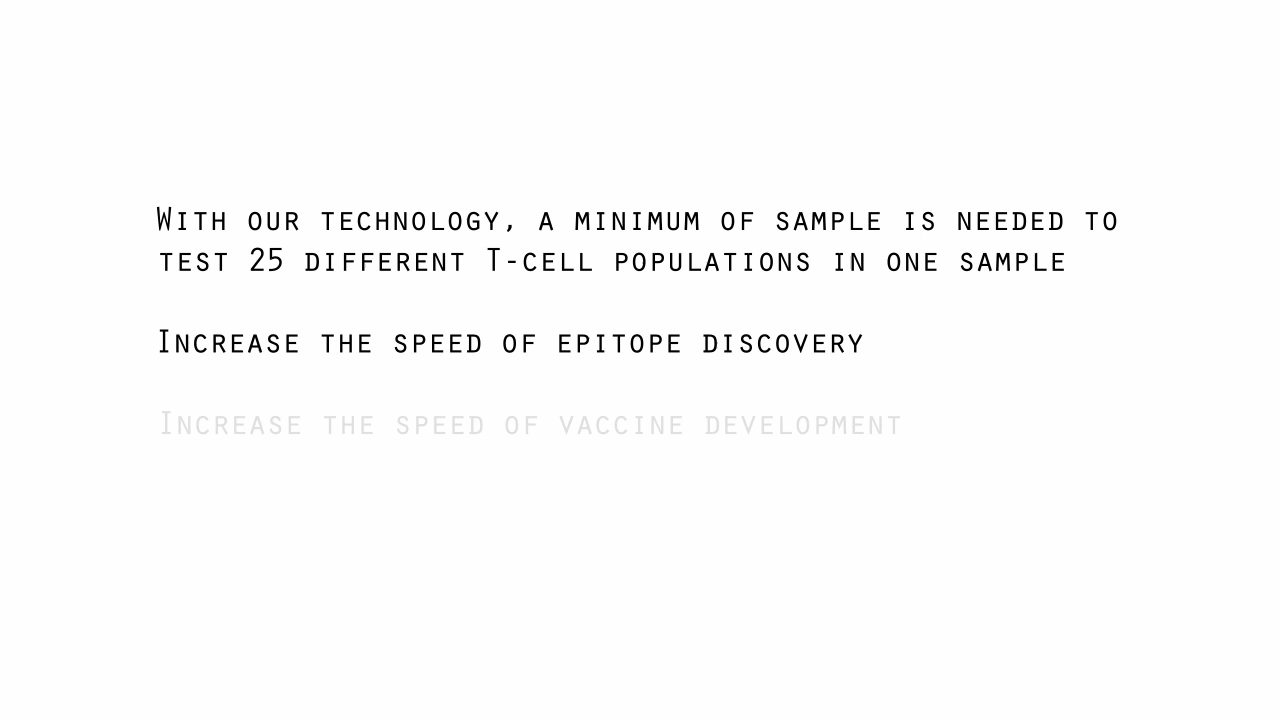 With our technology, a minimum of sample is needed to
test 25 different T-cell populations in one sample
Increase the speed of epitope discovery
Increase the speed of vaccine development